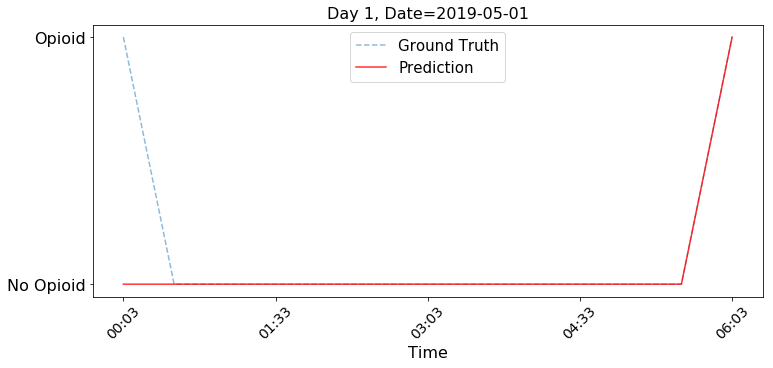 Day 1, Date=2019-05-01
Opioid
No Opioid
Ground Truth
Prediction
00:03
01:33
03:03
04:33
06:03
Time